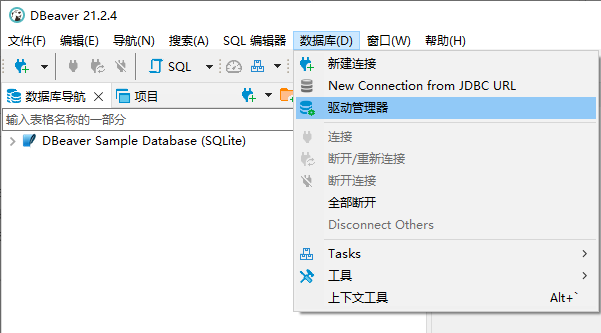 DBeaver 21.2.4
文件(F) 编辑(E) 导航(N) 搜索(A) SQL 编辑器 数据库(D) 窗口(W) 帮助(H)
SQL
数据库导航 项目
输入表格名称的一部分
DBeaver Sample Database (SQLite)
新建连接
New Connection from JDBC URL
驱动管理器
连接
断开/重新连接
断开连接
全部断开
Disconnect Others
Tasks
工具
上下文工具 Alt+`